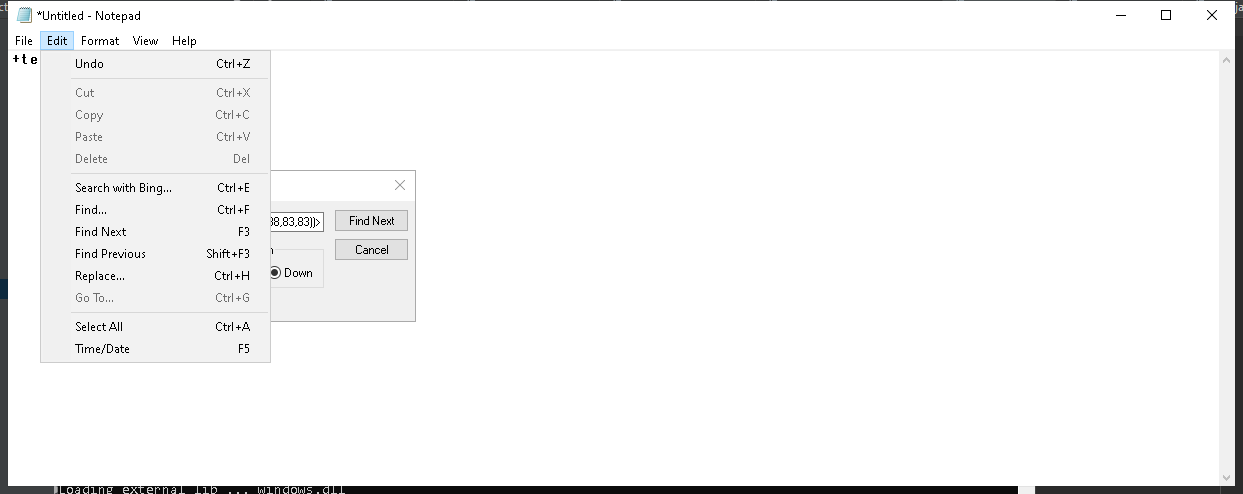 *Untitled - Notepad
File Edit Format View Help
+te
Undo Ctrl+Z
Cut Ctrl+X
Copy Ctrl+C
Paste Ctrl+V
Delete Del
Search with Bing... Ctrl+E
Find... Ctrl+F
Find Next F3
Find Previous Shift+F3
Replace... Ctrl+H
Go To... Ctrl+G
Select All Ctrl+A
Time/Date F5
38,83,83))>
Find Next
Cancel
Down
Loading external lib ... windows.dll